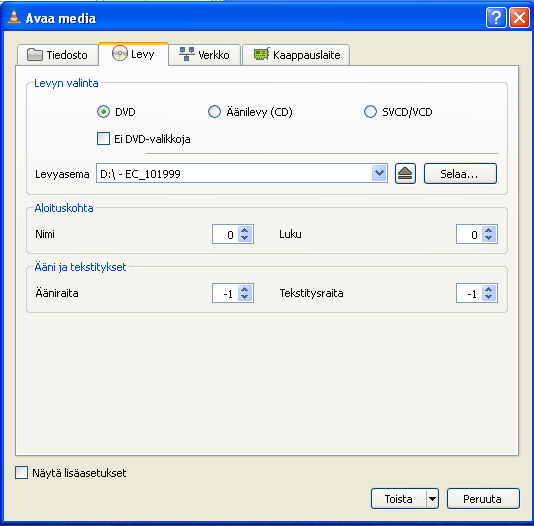 Avaa media
Tiedosto Levy Verkko Kaappauslaite
Levyn valinta
DVD Äänilevy (CD) SVCD/VCD
Ei DVD-valikkoja
Levyasema D:\ - EC_101999 Selaa...
Aloituskohta
Nimi 0 Luku 0
Ääni ja tekstitykset
Ääniraita -1 Tekstitysraita -1
Näytä lisäasetukset
Toista Peruuta